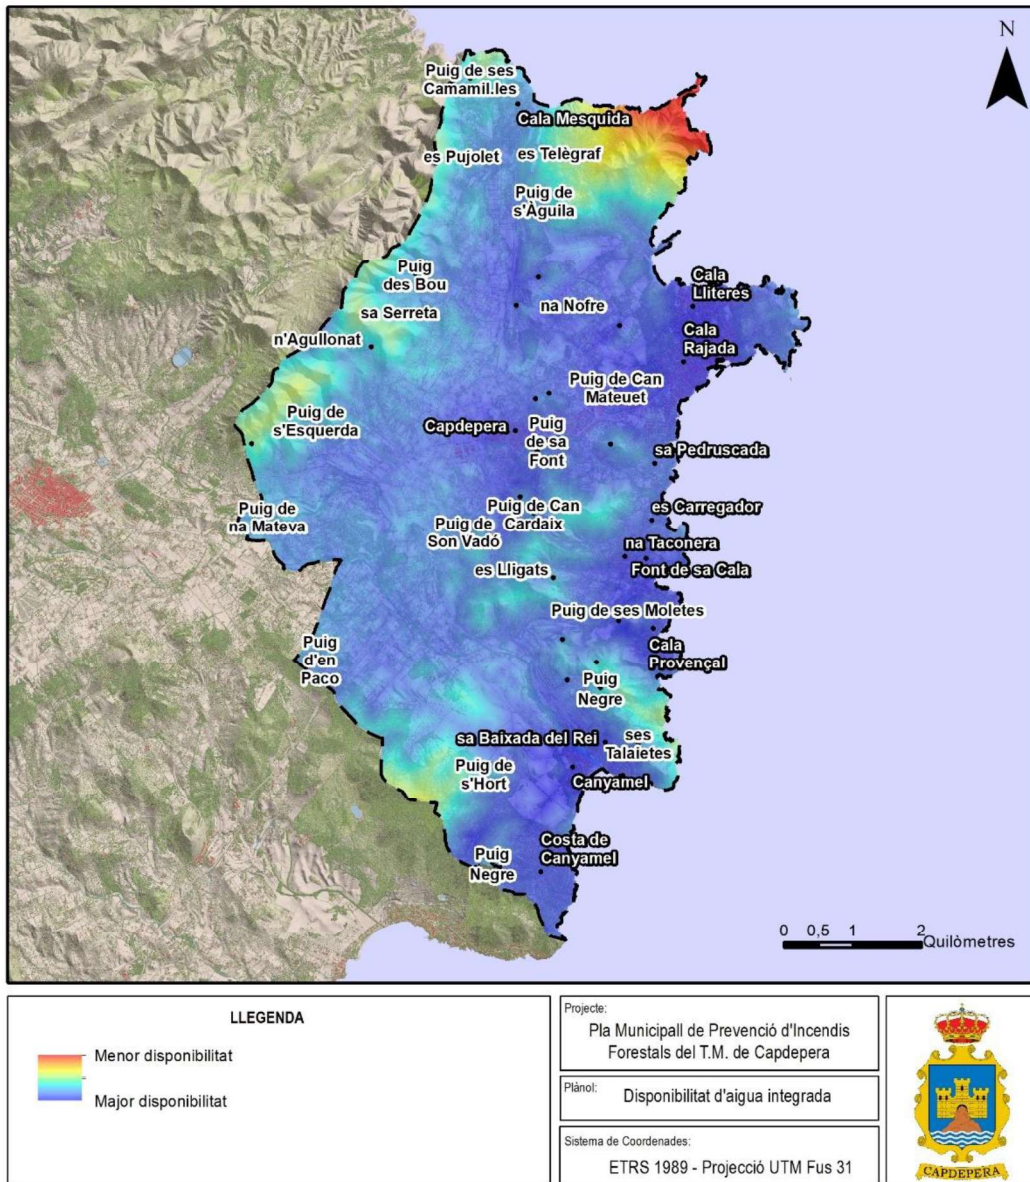 N
Puig de ses
Camamil.les
Cala Mesquida
es Pujolet
es Telègraf
Puig de
s'Àguila
Puig
des Bou
Cala
Lliteres
sa Serreta
na Nofre
n'Agullonat
Cala
Rajada
Puig de Can
Mateuet
Puig de
s'Esquerda
Capdepera
Puig
de sa
Font
sa Pedruscada
Puig de
na Mateva
Puig de Can
Cardaix
es Carregador
Puig de
Son Vadó
na Taconera
es Lligats
Font de sa Cala
Puig de ses Moletes
Puig
d'en
Paco
Cala
Provençal
Puig
Negre
sa Baixada del Rei
ses
Talaietes
Puig de
s'Hort
Canyamel
Costa de
Canyamel
Puig
Negre
0 0,5 1 2
Quilòmetres
LLEGENDA
Menor disponibilitat
Major disponibilitat
Projecte:
Pla Municipall de Prevenció d'Incendis
Forestals del T.M. de Capdepera
Plànol:
Disponibilitat d'aigua integrada
Sistema de Coordenades:
ETRS 1989 - Projecció UTM Fus 31
CAPDEPERA